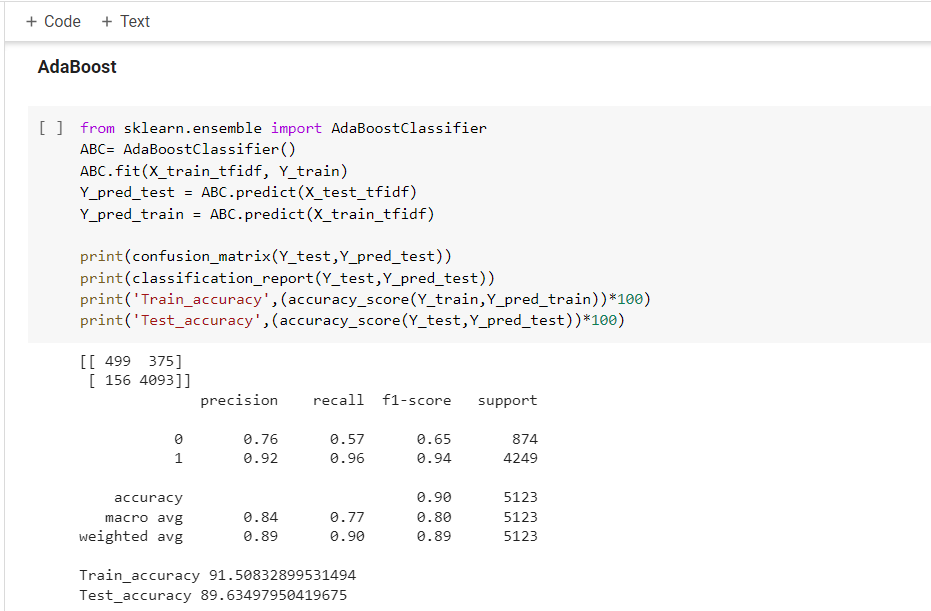 + Code + Text
AdaBoost
[ ] from sklearn.ensemble import AdaBoostClassifier
ABC= AdaBoostClassifier()
ABC.fit(X_train_tfidf, Y_train)
Y_pred_test = ABC.predict(X_test_tfidf)
Y_pred_train = ABC.predict(X_train_tfidf)
print(confusion_matrix(Y_test,Y_pred_test))
print(classification_report(Y_test,Y_pred_test))
print('Train_accuracy',(accuracy_score(Y_train,Y_pred_train))*100)
print('Test_accuracy',(accuracy_score(Y_test,Y_pred_test))*100)
[[ 499  375]
 [ 156 4093]]
              precision    recall  f1-score   support
           0       0.76      0.57      0.65       874
           1       0.92      0.96      0.94      4249
    accuracy                           0.90      5123
   macro avg       0.84      0.77      0.80      5123
weighted avg       0.89      0.90      0.89      5123
Train_accuracy 91.50832899531494
Test_accuracy 89.63497950419675